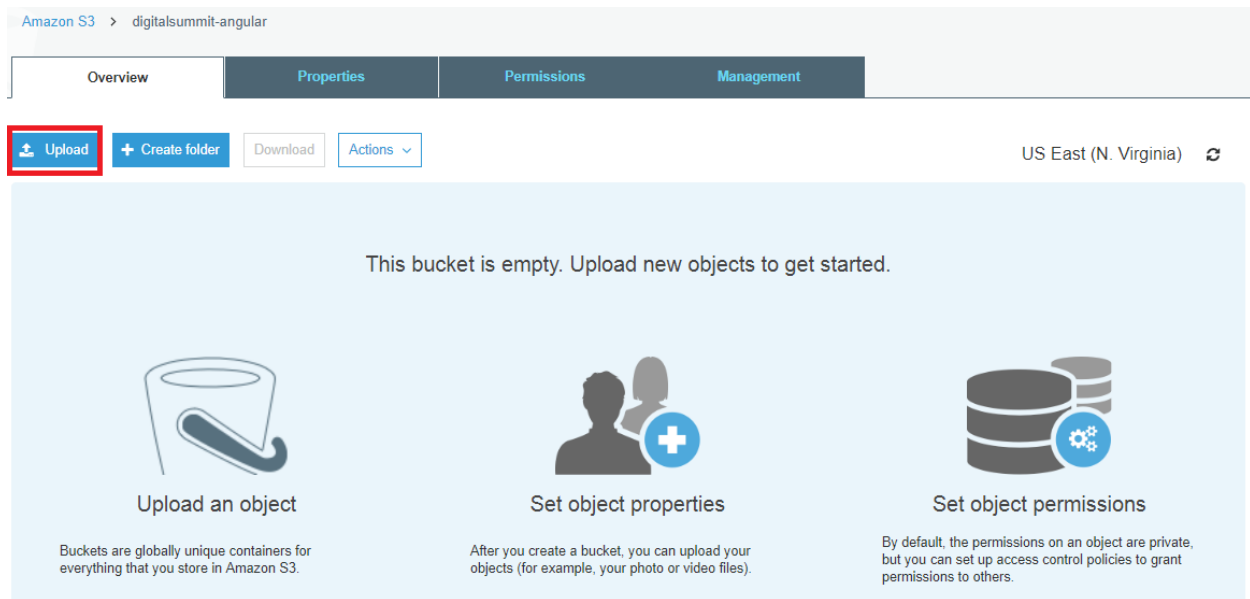 Amazon S3 > digitalsummit-angular
Overview Properties Permissions Management
Upload Create folder Download Actions US East (N. Virginia)
This bucket is empty. Upload new objects to get started.
Upload an object
Buckets are globally unique containers for
everything that you store in Amazon S3.
Set object properties
After you create a bucket, you can upload your
objects (for example, your photo or video files).
Set object permissions
By default, the permissions on an object are private,
but you can set up access control policies to grant
permissions to others.